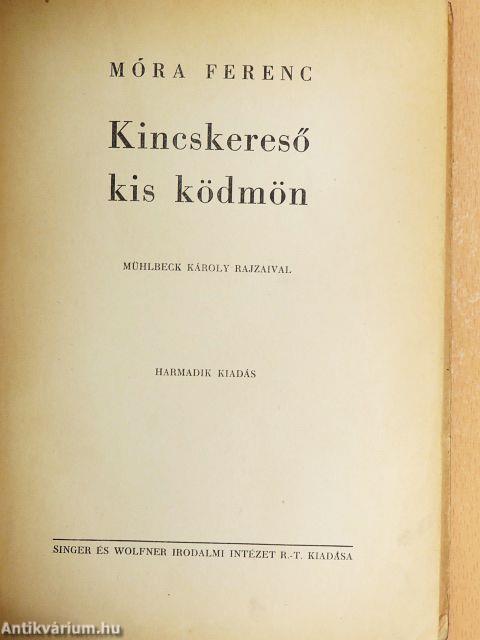 MÓRA FERENC
Kincskereső
kis ködmön
MÜHLBECK KÁROLY RAJZAIVAL
HARMADIK KIADÁS
SINGER ÉS WOLFNER IRODALMI INTÉZET R.-T. KIADÁSA
Antikvárium.hu